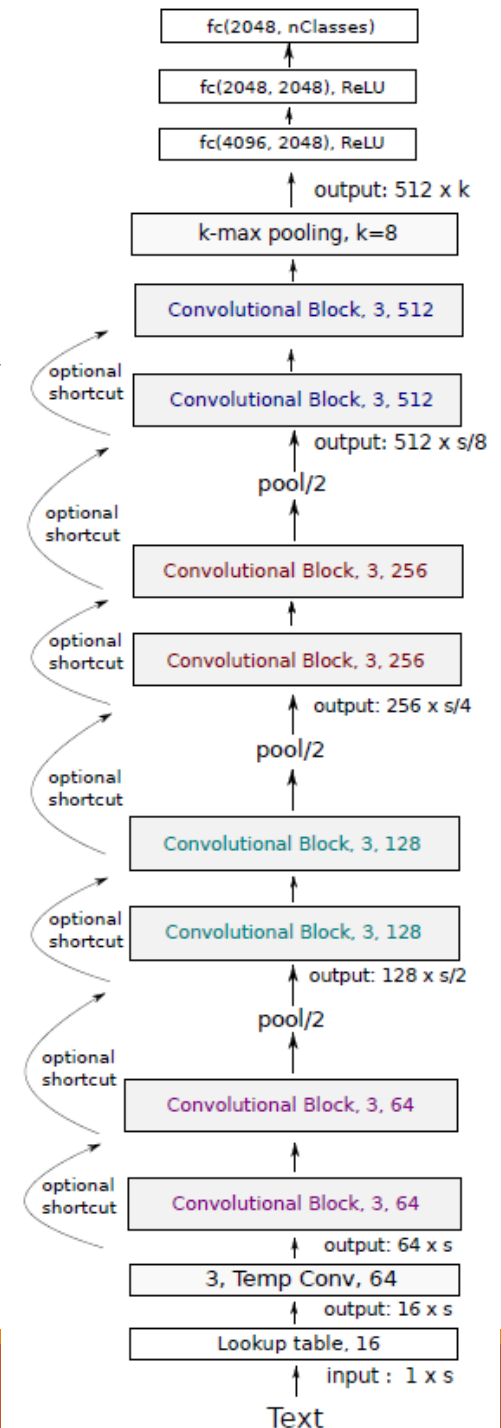 fc(2048, nClasses)
fc(2048, 2048), ReLU
fc(4096, 2048), ReLU
output: 512 x k
k-max pooling, k=8
Convolutional Block, 3, 512
optional
shortcut
Convolutional Block, 3, 512
output: 512 x s/8
pool/2
optional
shortcut
Convolutional Block, 3, 256
optional
shortcut
Convolutional Block, 3, 256
output: 256 x s/4
pool/2
optional
shortcut
Convolutional Block, 3, 128
optional
shortcut
Convolutional Block, 3, 128
output: 128 x s/2
pool/2
optional
shortcut
Convolutional Block, 3, 64
optional
shortcut
Convolutional Block, 3, 64
output: 64 x s
3, Temp Conv, 64
output: 16 x s
Lookup table, 16
input : 1 x s
Text